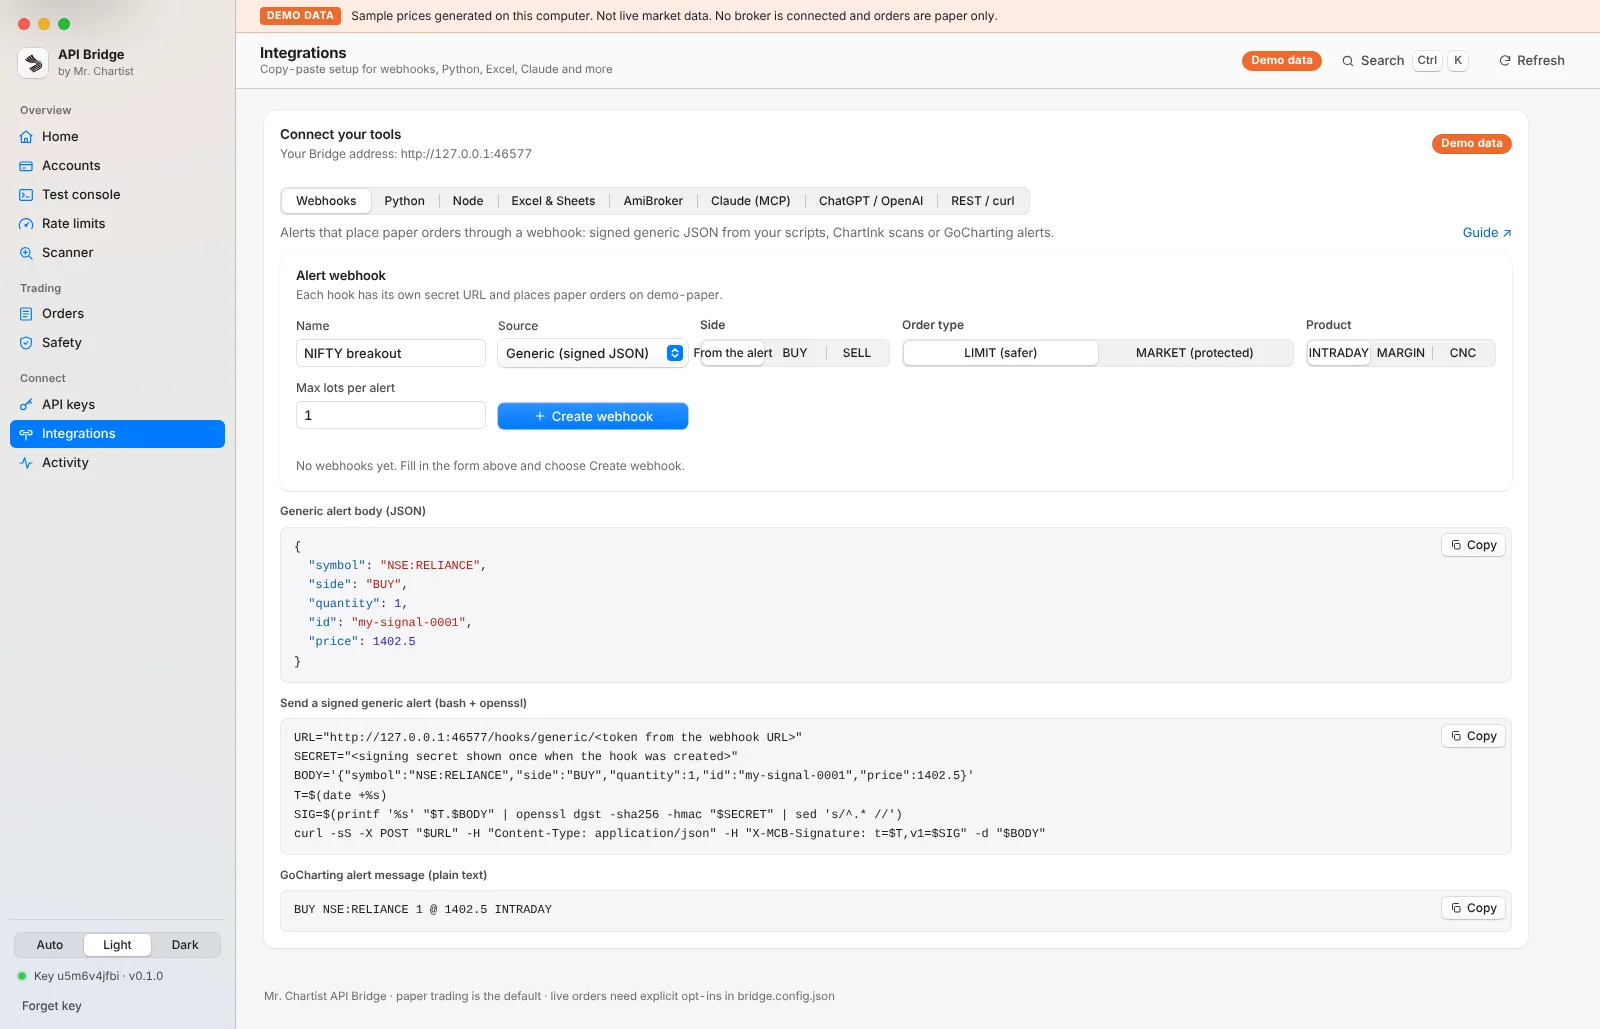 DEMO DATA Sample prices generated on this computer. Not live market data. No broker is connected and orders are paper only.
API Bridge
by Mr. Chartist
Overview
Home
Accounts
Test console
Rate limits
Scanner
Trading
Orders
Safety
Connect
API keys
Integrations
Activity
Auto Light Dark
Key u5m6v4jfbi · v0.1.0
Forget key
Integrations
Copy-paste setup for webhooks, Python, Excel, Claude and more
Demo data Search Ctrl K Refresh
Connect your tools
Your Bridge address: http://127.0.0.1:46577
Demo data
Webhooks Python Node Excel & Sheets AmiBroker Claude (MCP) ChatGPT / OpenAI REST / curl
Alerts that place paper orders through a webhook: signed generic JSON from your scripts, ChartInk scans or GoCharting alerts.
Guide ↗
Alert webhook
Each hook has its own secret URL and places paper orders on demo-paper.
Name Source Side Order type Product
NIFTY breakout Generic (signed JSON) From the alert BUY SELL LIMIT (safer) MARKET (protected) INTRADAY MARGIN CNC
Max lots per alert
1 + Create webhook
No webhooks yet. Fill in the form above and choose Create webhook.
Generic alert body (JSON)
Copy
{
"symbol": "NSE:RELIANCE",
"side": "BUY",
"quantity": 1,
"id": "my-signal-0001",
"price": 1402.5
}
Send a signed generic alert (bash + openssl)
Copy
URL="http://127.0.0.1:46577/hooks/generic/<token from the webhook URL>"
SECRET="<signing secret shown once when the hook was created>"
BODY='{"symbol":"NSE:RELIANCE","side":"BUY","quantity":1,"id":"my-signal-0001","price":1402.5}'
T=$(date +%s)
SIG=$(printf '%s' "$T.$BODY" | openssl dgst -sha256 -hmac "$SECRET" | sed 's/^.* //')
curl -sS -X POST "$URL" -H "Content-Type: application/json" -H "X-MCB-Signature: t=$T,v1=$SIG" -d "$BODY"
GoCharting alert message (plain text)
BUY NSE:RELIANCE 1 @ 1402.5 INTRADAY
Copy
Mr. Chartist API Bridge · paper trading is the default · live orders need explicit opt-ins in bridge.config.json